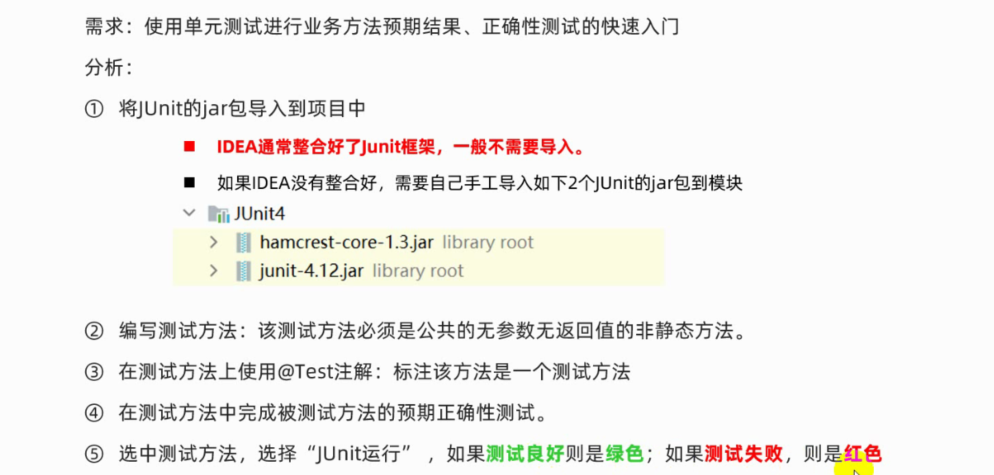 需求：使用单元测试进行业务方法预期结果、正确性测试的快速入门
分析：
① 将JUnit的jar包导入到项目中
■ IDEA通常整合好了Junit框架，一般不需要导入。
■ 如果IDEA没有整合好，需要自己手工导入如下2个JUnit的jar包到模块
JUnit4
hamcrest-core-1.3.jar library root
junit-4.12.jar library root
② 编写测试方法：该测试方法必须是公共的无参数无返回值的非静态方法。
③ 在测试方法上使用@Test注解：标注该方法是一个测试方法
④ 在测试方法中完成被测试方法的预期正确性测试。
⑤ 选中测试方法，选择“JUnit运行” ，如果测试良好则是绿色；如果测试失败，则是红色